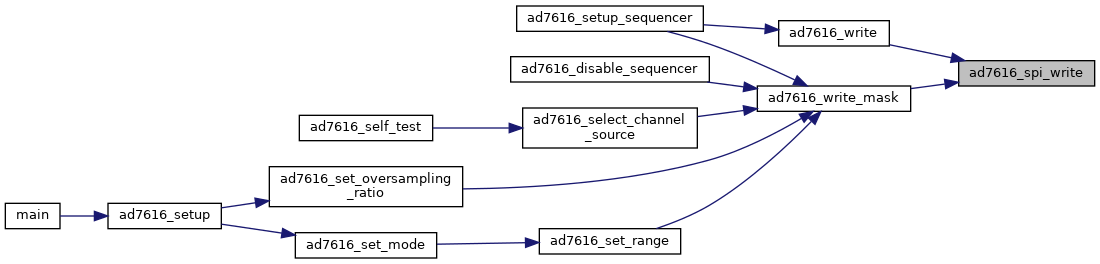 ad7616_setup_sequencer
ad7616_write
ad7616_spi_write
ad7616_disable_sequencer
ad7616_write_mask
ad7616_self_test
ad7616_select_channel
_source
ad7616_set_oversampling
_ratio
main
ad7616_setup
ad7616_set_mode
ad7616_set_range